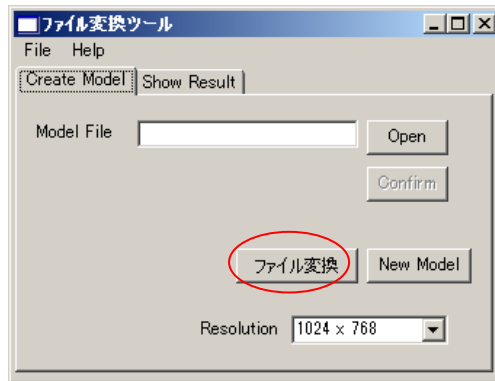 ファイル変換ツール
File Help
Create Model Show Result
Model File Open
Confirm
ファイル変換 New Model
Resolution 1024 x 768